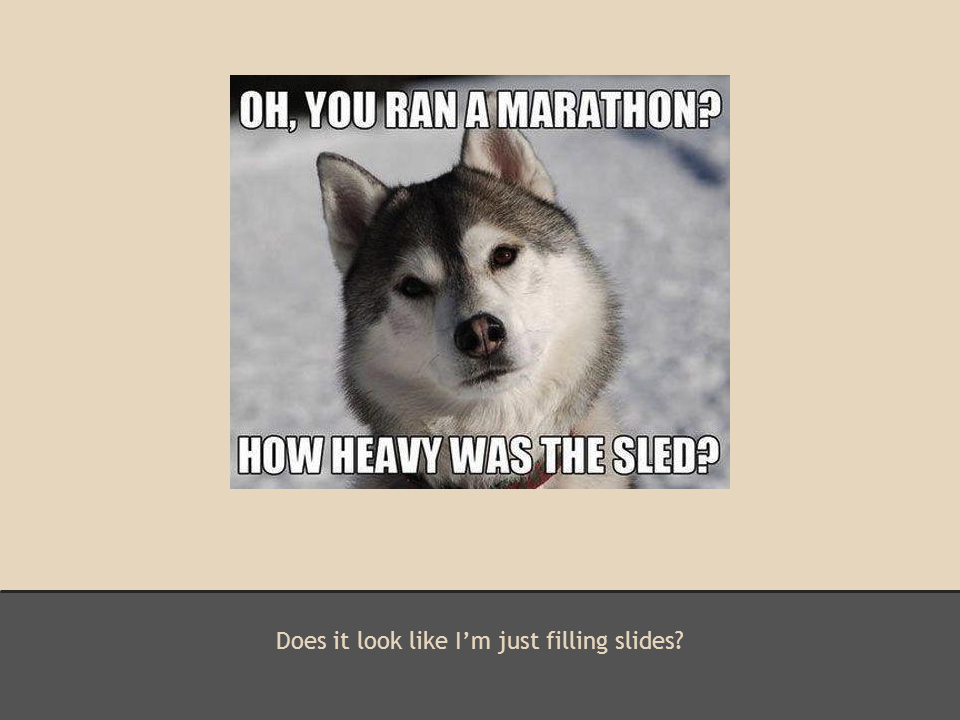 OH, YOU RAN A MARATHON?
HOW HEAVY WAS THE SLED?
Does it look like I’m just filling slides?